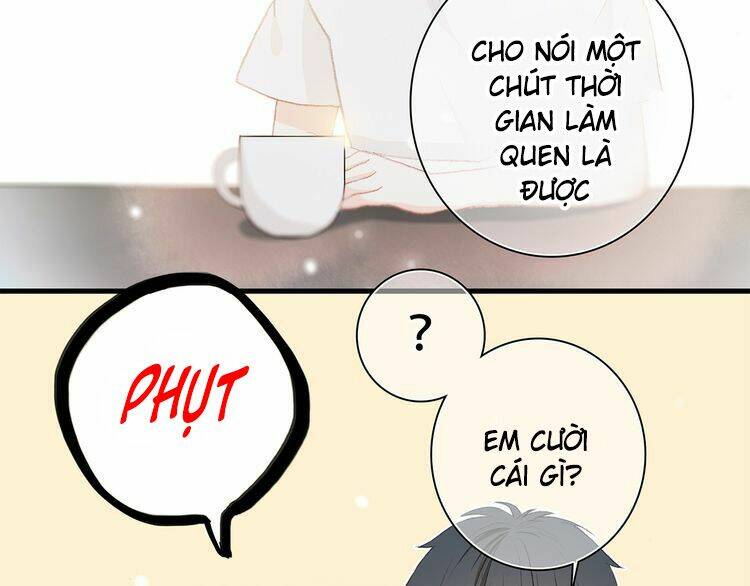 CHO NÓI MỘT
CHÚT THỜI
GIAN LÀM
QUEN LÀ
ĐƯỢC
?
PHỤT
EM CƯỜI
CÁI GÌ?